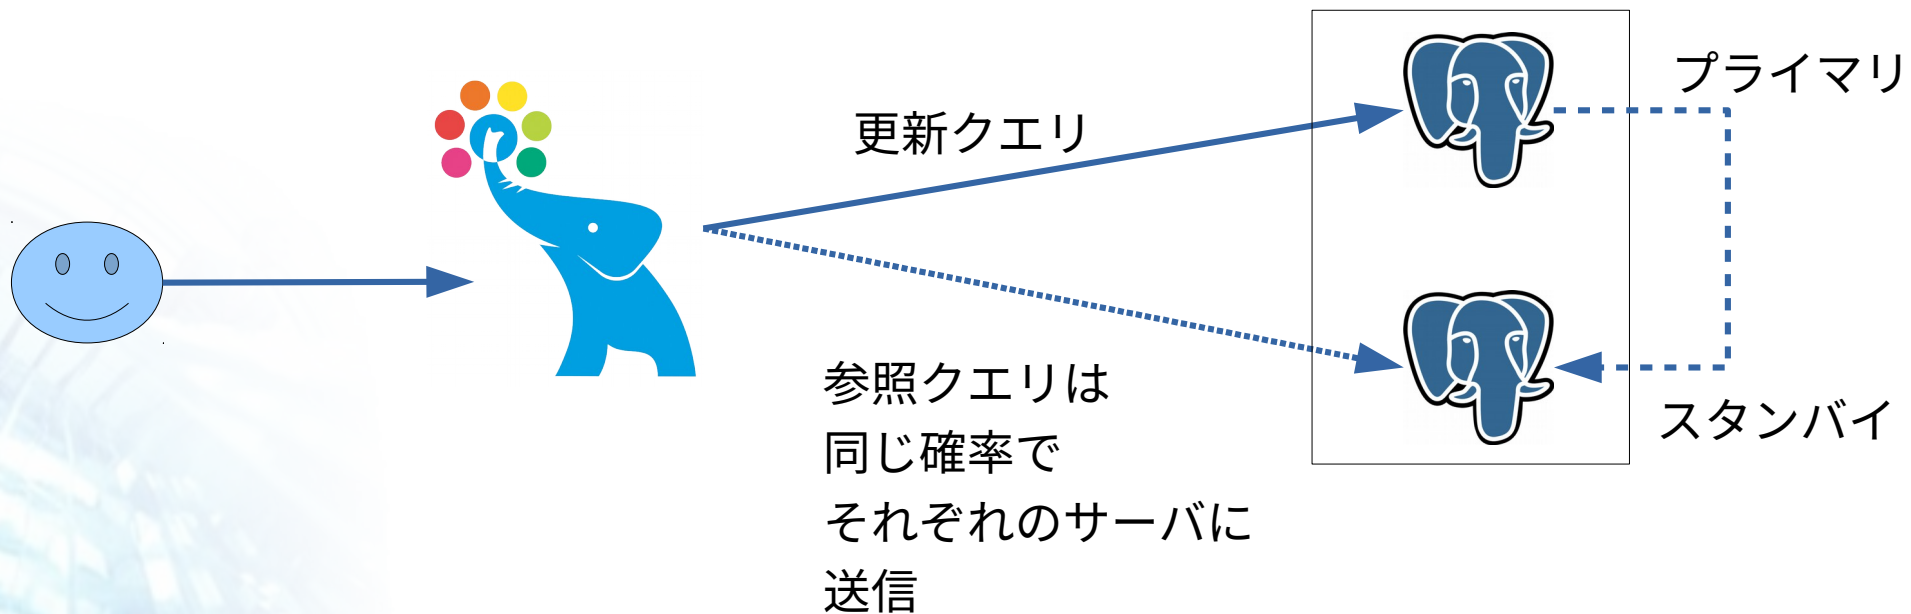 プライマリ
更新クエリ
参照クエリは
同じ確率で
それぞれのサーバに
送信
スタンバイ